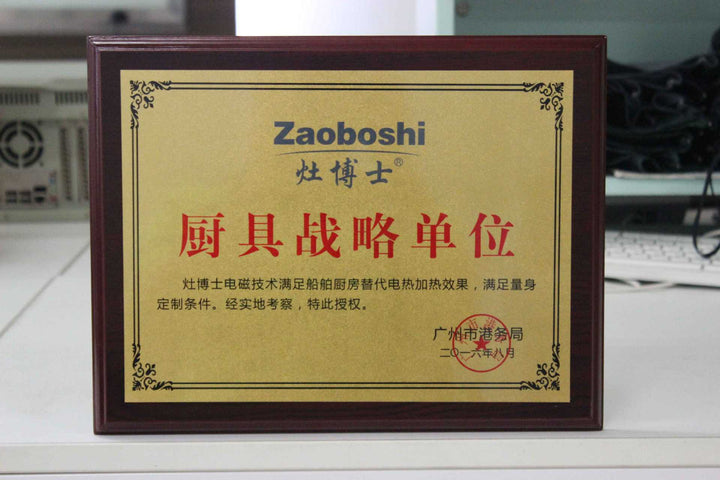 Zaoboshi
灶博士®
厨具战略单位
灶博士电磁技术满足船舶厨房替代电热加热效果，满足量身
定制条件。经实地考察，特此授权。
广州市港务局
二〇一六年八月